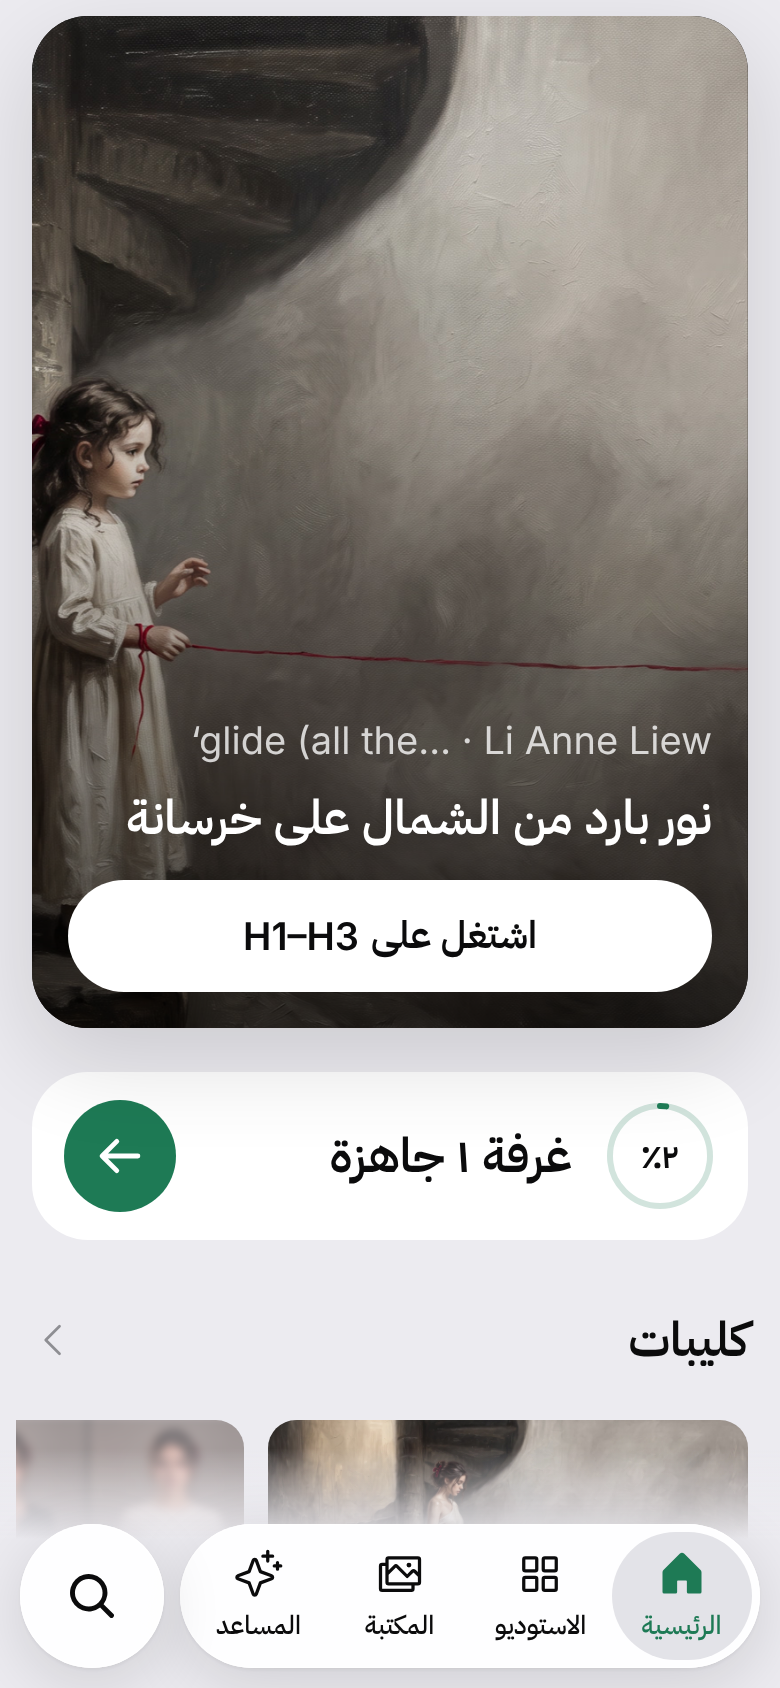 ‘glide (all the... · Li Anne Liew
نور بارد من الشمال على خرسانة
اشتغل على H1–H3
٪٢
غرفة ١ جاهزة
كليبات
الرئيسية
الاستوديو
المكتبة
المساعد